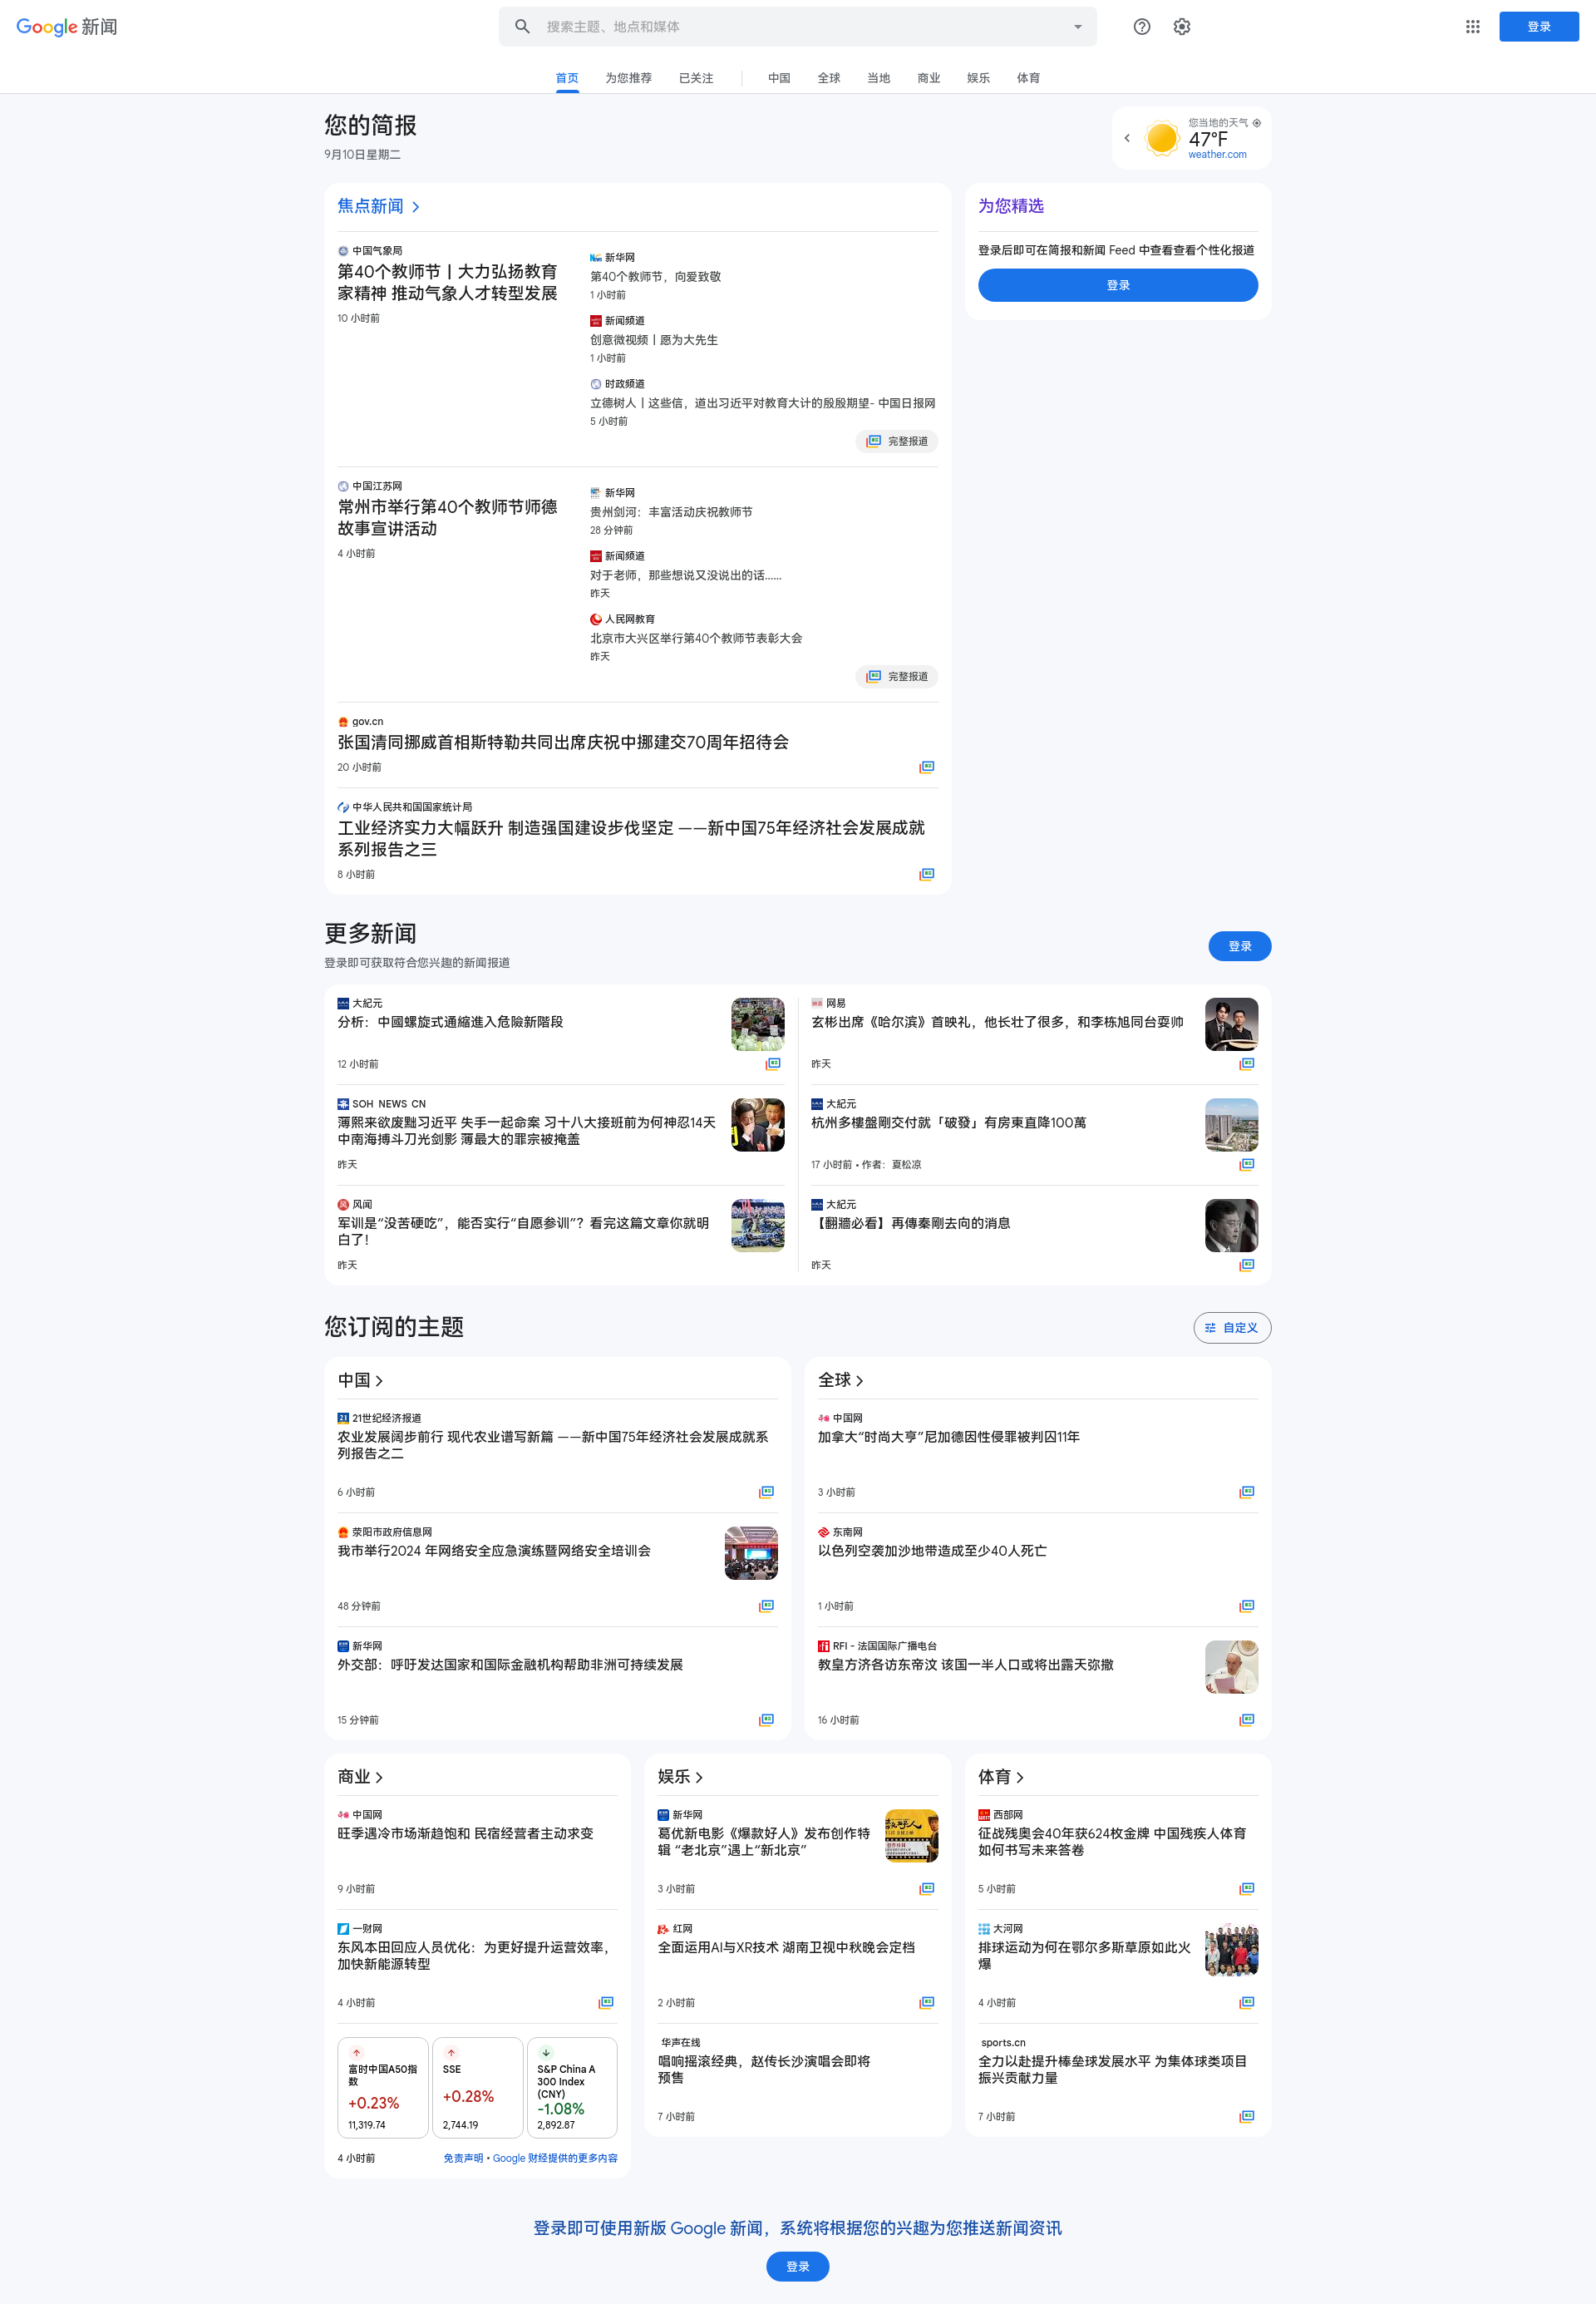 Google 新闻
搜索主题、地点和媒体
登录
首页 为您推荐 已关注 中国 全球 当地 商业 娱乐 体育
您的简报
9月10日星期二
您当地的天气
47°F
weather.com
焦点新闻
中国气象局
第40个教师节丨大力弘扬教育
家精神 推动气象人才转型发展
10 小时前
新华网
第40个教师节，向爱致敬
1 小时前
新闻频道
创意微视频丨愿为大先生
1 小时前
时政频道
立德树人丨这些信，道出习近平对教育大计的殷殷期望- 中国日报网
5 小时前
完整报道
中国江苏网
常州市举行第40个教师节师德
故事宣讲活动
4 小时前
新华网
贵州剑河：丰富活动庆祝教师节
28 分钟前
新闻频道
对于老师，那些想说又没说出的话……
昨天
人民网教育
北京市大兴区举行第40个教师节表彰大会
昨天
完整报道
gov.cn
张国清同挪威首相斯特勒共同出席庆祝中挪建交70周年招待会
20 小时前
中华人民共和国国家统计局
工业经济实力大幅跃升 制造强国建设步伐坚定 ——新中国75年经济社会发展成就
系列报告之三
8 小时前
为您精选
登录后即可在简报和新闻 Feed 中查看查看个性化报道
登录
更多新闻
登录即可获取符合您兴趣的新闻报道
登录
大紀元
分析：中國螺旋式通縮進入危險新階段
12 小时前
SOH NEWS CN
薄熙来欲废黜习近平 失手一起命案 习十八大接班前为何神忍14天
中南海搏斗刀光剑影 薄最大的罪宗被掩盖
昨天
风闻
军训是“没苦硬吃”，能否实行“自愿参训”？看完这篇文章你就明
白了！
昨天
网易
玄彬出席《哈尔滨》首映礼，他长壮了很多，和李栋旭同台耍帅
昨天
大紀元
杭州多樓盤剛交付就「破發」有房東直降100萬
17 小时前 • 作者：夏松凉
大紀元
【翻牆必看】再傳秦剛去向的消息
昨天
您订阅的主题
自定义
中国
21世纪经济报道
农业发展阔步前行 现代农业谱写新篇 ——新中国75年经济社会发展成就系
列报告之二
6 小时前
荥阳市政府信息网
我市举行2024 年网络安全应急演练暨网络安全培训会
48 分钟前
新华网
外交部：呼吁发达国家和国际金融机构帮助非洲可持续发展
15 分钟前
全球
中国网
加拿大“时尚大亨”尼加德因性侵罪被判囚11年
3 小时前
东南网
以色列空袭加沙地带造成至少40人死亡
1 小时前
RFI - 法国国际广播电台
教皇方济各访东帝汶 该国一半人口或将出露天弥撒
16 小时前
商业
中国网
旺季遇冷市场渐趋饱和 民宿经营者主动求变
9 小时前
一财网
东风本田回应人员优化：为更好提升运营效率，
加快新能源转型
4 小时前
富时中国A50指
数
+0.23%
11,319.74
SSE
+0.28%
2,744.19
S&P China A
300 Index
(CNY)
-1.08%
2,892.87
4 小时前
免责声明 • Google 财经提供的更多内容
娱乐
新华网
葛优新电影《爆款好人》发布创作特
辑 “老北京”遇上“新北京”
3 小时前
红网
全面运用AI与XR技术 湖南卫视中秋晚会定档
2 小时前
华声在线
唱响摇滚经典，赵传长沙演唱会即将
预售
7 小时前
体育
西部网
征战残奥会40年获624枚金牌 中国残疾人体育
如何书写未来答卷
5 小时前
大河网
排球运动为何在鄂尔多斯草原如此火
爆
4 小时前
sports.cn
全力以赴提升棒垒球发展水平 为集体球类项目
振兴贡献力量
7 小时前
登录即可使用新版 Google 新闻，系统将根据您的兴趣为您推送新闻资讯
登录